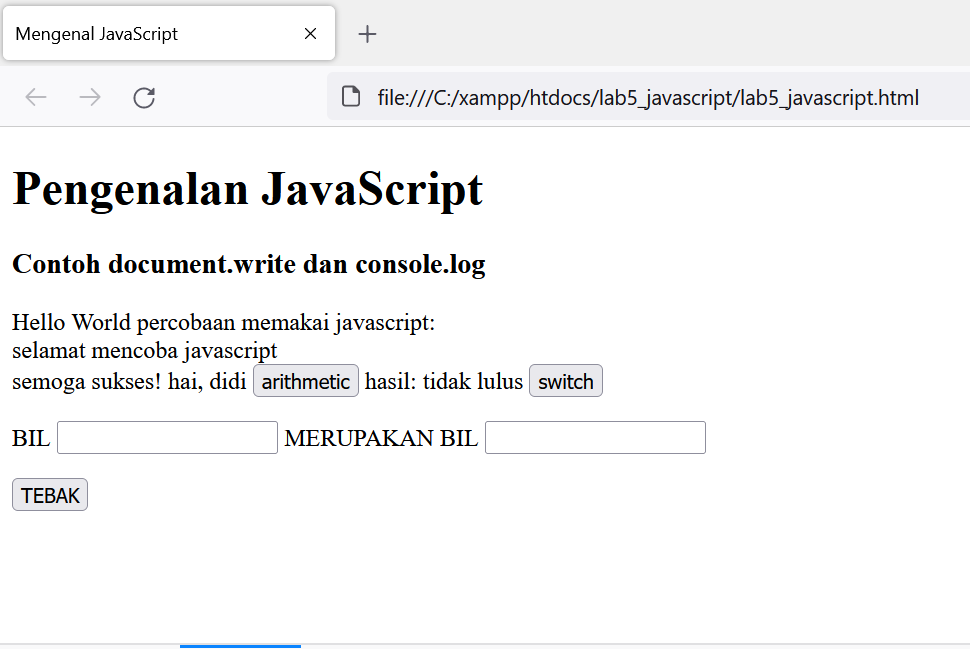 Mengenal JavaScript
file:///C:/xampp/htdocs/lab5_javascript/lab5_javascript.html
Pengenalan JavaScript
Contoh document.write dan console.log
Hello World percobaan memakai javascript:
selamat mencoba javascript
semoga sukses! hai, didi arithmetic hasil: tidak lulus switch
BIL MERUPAKAN BIL
TEBAK